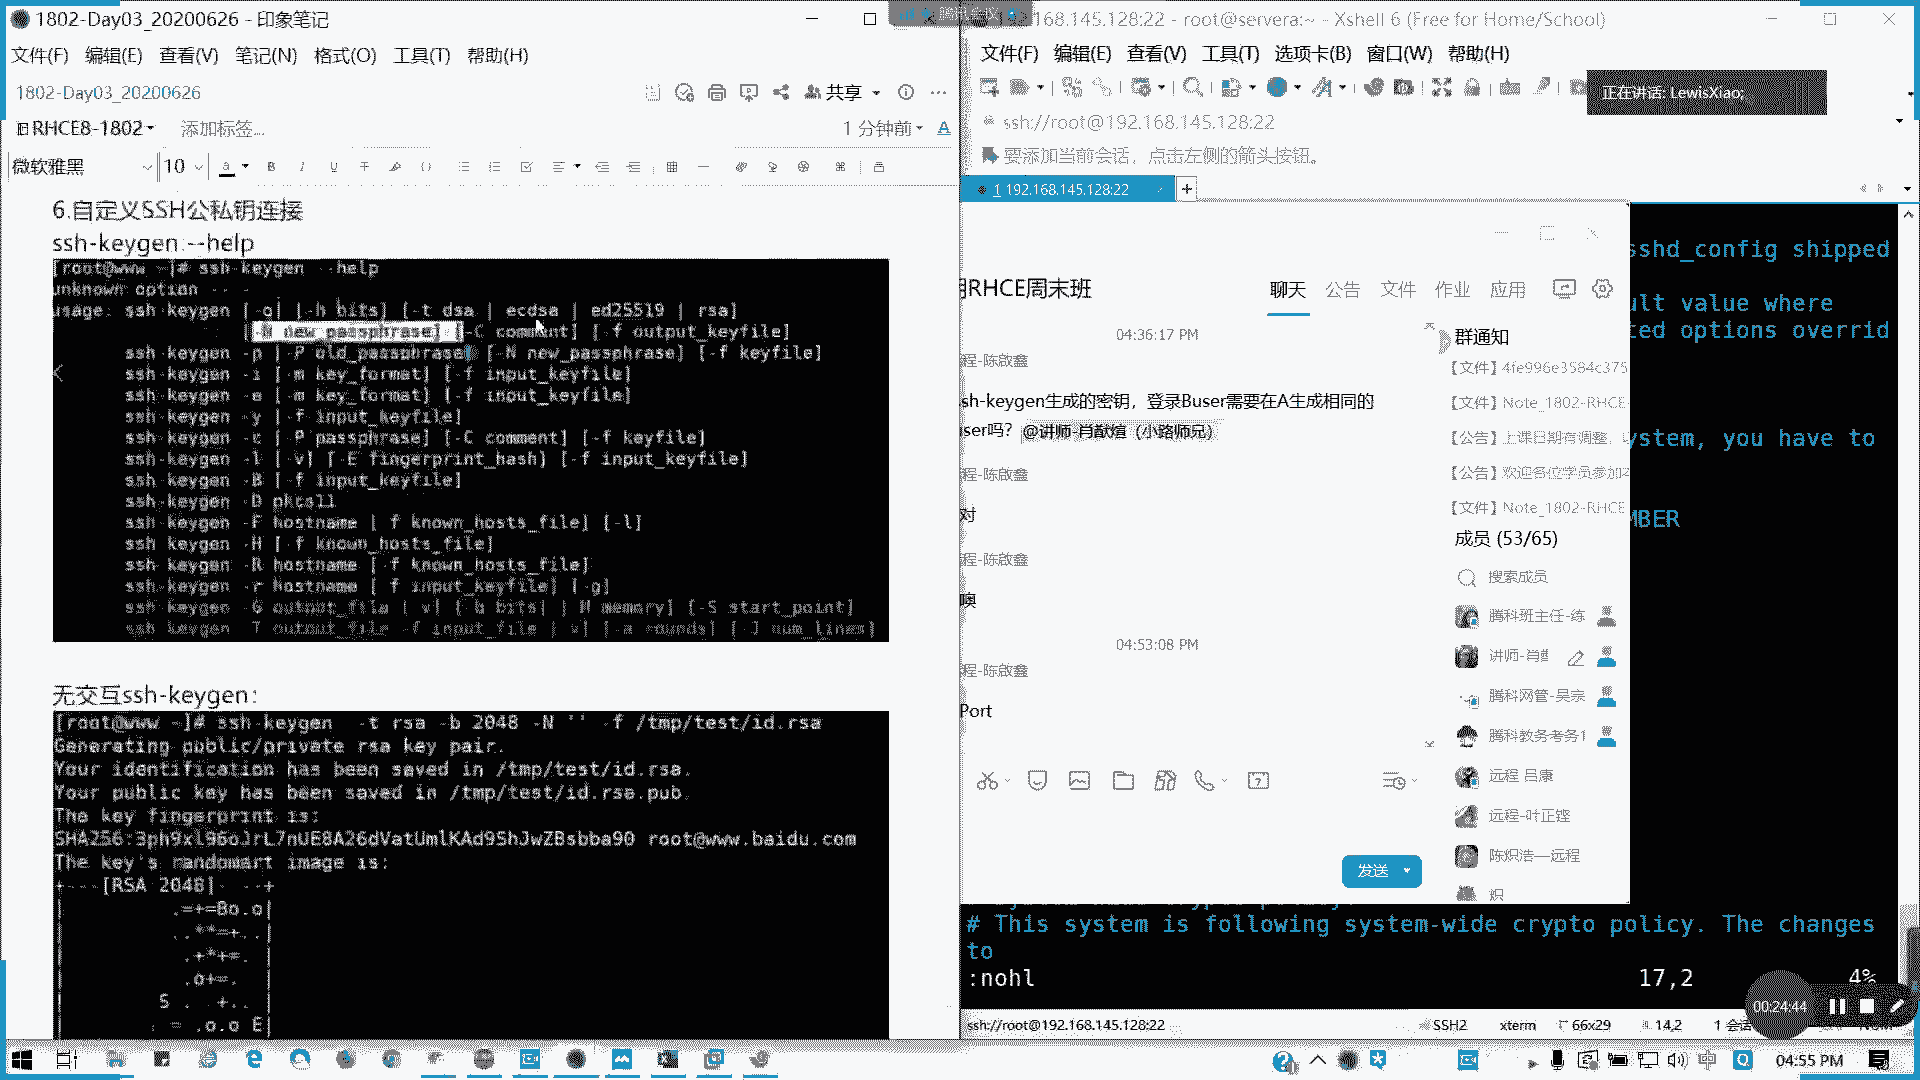 1802-Day03_20200626 - 印象笔记
文件(F) 编辑(E) 查看(V) 笔记(N) 格式(O) 工具(T) 帮助(H)
1802-Day03_20200626
共享
RHCE8-1802
添加标签...
1 分钟前
微软雅黑
10
6.自定义SSH公私钥连接
ssh-keygen --help
[root@www ~]# ssh-keygen --help
unknown option -- -
usage: ssh-keygen [-q] [-b bits] [-t dsa | ecdsa | ed25519 | rsa]
[-N new_passphrase] [-C comment] [-f output_keyfile]
ssh-keygen -p [-P old_passphrase] [-N new_passphrase] [-f keyfile]
ssh-keygen -i [-m key_format] [-f input_keyfile]
ssh-keygen -e [-m key_format] [-f input_keyfile]
ssh-keygen -y [-f input_keyfile]
ssh-keygen -c [-P passphrase] [-C comment] [-f keyfile]
ssh-keygen -l [-v] [-E fingerprint_hash] [-f input_keyfile]
ssh-keygen -B [-f input_keyfile]
ssh-keygen -D pkcs11
ssh-keygen -F hostname [-f known_hosts_file] [-l]
ssh-keygen -H [-f known_hosts_file]
ssh-keygen -R hostname [-f known_hosts_file]
ssh-keygen -r hostname [-f input_keyfile] [-g]
ssh-keygen -G output_file [-v] [-b bits] [-M memory] [-S start_point]
ssh-keygen -T output_file -f input_file [-v] [-a rounds] [-J num_lines]
无交互ssh-keygen：
[root@www ~]# ssh-keygen -t rsa -b 2048 -N '' -f /tmp/test/id.rsa
Generating public/private rsa key pair.
Your identification has been saved in /tmp/test/id.rsa.
Your public key has been saved in /tmp/test/id.rsa.pub.
The key fingerprint is:
root@www.baidu.com
The key's randomart image is:
+---[RSA 2048]----+
.=+=Bo.o|
..**=+..|
.+*+=. |
.o+=. |
S . +.. |
. = .o.o E|
腾讯会议
192.168.145.128:22 - root@servera:~ - Xshell 6 (Free for Home/School)
文件(F) 编辑(E) 查看(V) 工具(T) 选项卡(B) 窗口(W) 帮助(H)
正在讲话: LewisXiao;
ssh://root@192.168.145.128:22
要添加当前会话，点击左侧的箭头按钮。
1 192.168.145.128:22
RHCE周末班
聊天 公告 文件 作业 应用
04:36:17 PM
程-陈啟鑫
sh-keygen生成的密钥，登录Buser需要在A生成相同的
ser吗？ @讲师-肖猷煊（小路师兄）
程-陈啟鑫
对
程-陈啟鑫
噢
04:53:08 PM
程-陈啟鑫
Port
发送
群通知
【文件】4fe996e3584c375
【文件】Note_1802-RHCE
【公告】上课日期有调整，
【公告】欢迎各位学员参加
【文件】Note_1802-RHCE
成员 (53/65)
搜索成员
腾科班主任-练
讲师-肖猷
腾科网管-吴宗
腾科教务考务1
远程 吕康
远程-叶正铿
陈炽浩—远程
炽
sshd_config shipped
ult value where
ted options overrid
ystem, you have to
MBER
# This system is following system-wide crypto policy. The changes
to
:nohl
17,2 4%
00:24:44
ssh://root@192.168.145.128:22
SSH2 xterm 66x29 14,2 1 会话
04:55 PM